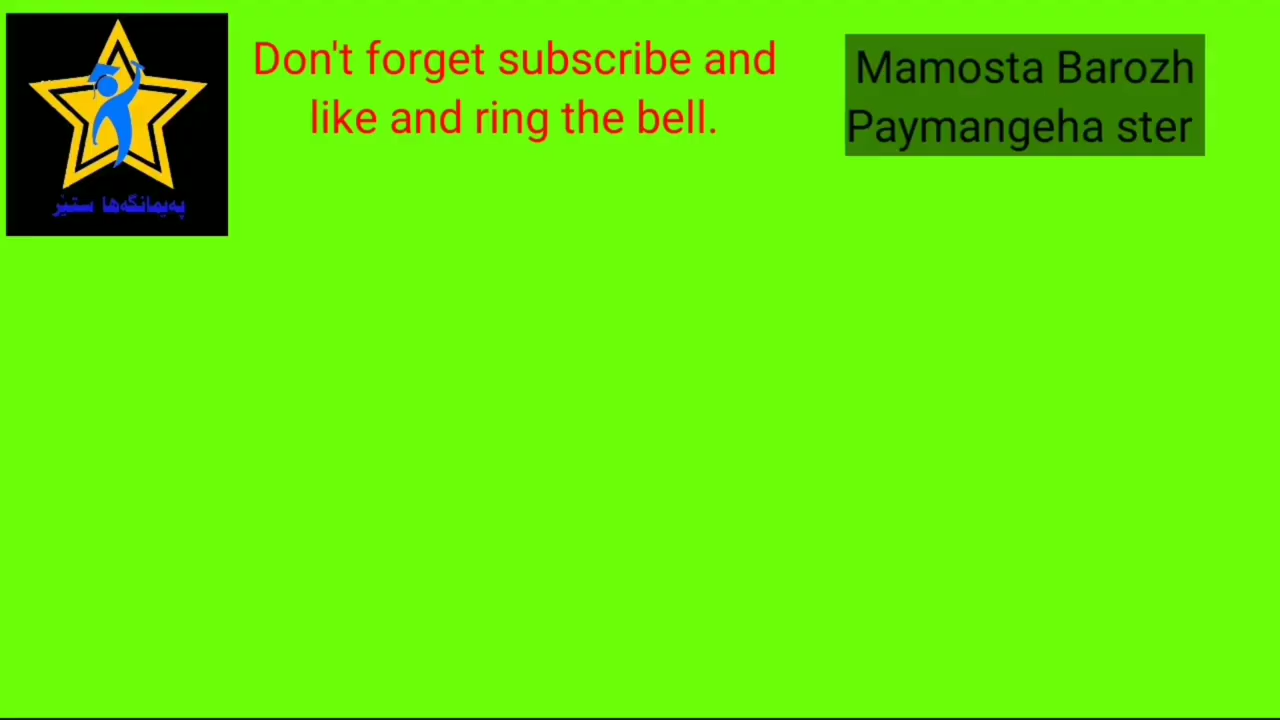 Don't forget subscribe and
like and ring the bell.
Mamosta Barozh
Paymangeha ster
پەیمانگەها ستێر